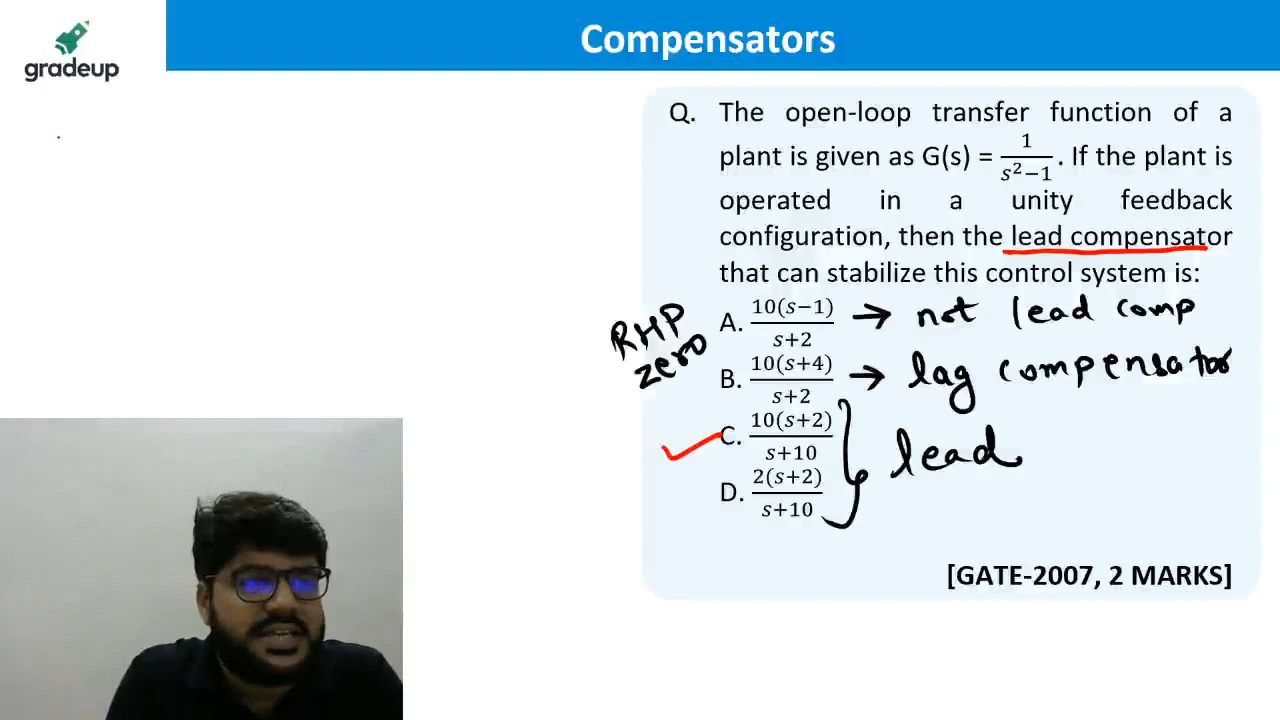 gradeup
Compensators
Q. The open-loop transfer function of a
plant is given as G(s) = 1/(s²−1). If the plant is
operated in a unity feedback
configuration, then the lead compensator
that can stabilize this control system is:
RHP
zero
A. 10(s−1)/(s+2) → not lead comp
B. 10(s+4)/(s+2) → lag compensator
C. 10(s+2)/(s+10)
lead
D. 2(s+2)/(s+10)
[GATE-2007, 2 MARKS]